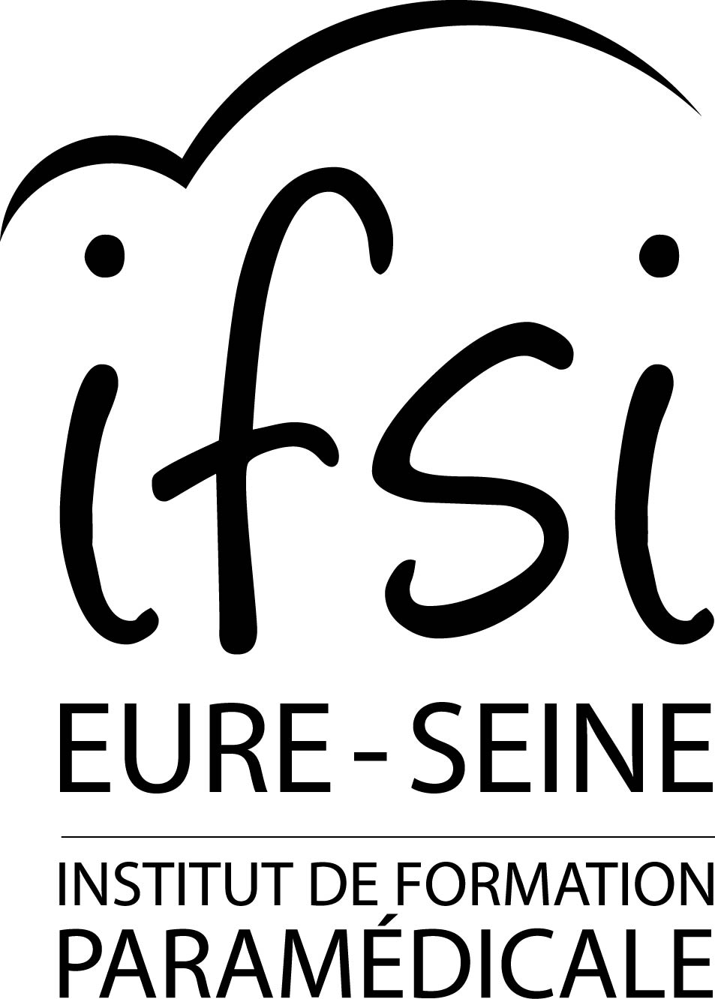 ifsi
EURE - SEINE
INSTITUT DE FORMATION
PARAMÉDICALE